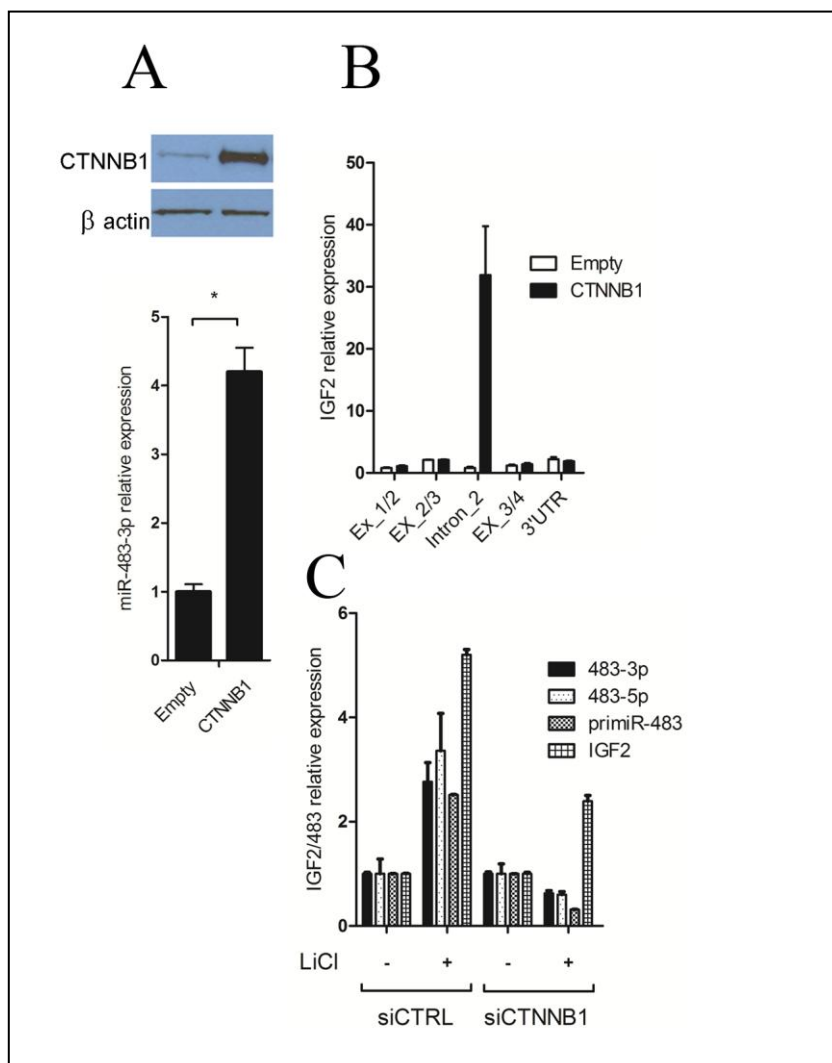 A
CTNNB1
β actin
*
miR-483-3p relative expression
5
4
3
2
1
0
Empty
CTNNB1
B
IGF2 relative expression
50
40
30
20
10
0
Empty
CTNNB1
Ex_1/2
EX_2/3
Intron_2
EX_3/4
3'UTR
C
IGF2/483 relative expression
6
4
2
0
483-3p
483-5p
primiR-483
IGF2
LiCl - + - +
siCTRL siCTNNB1